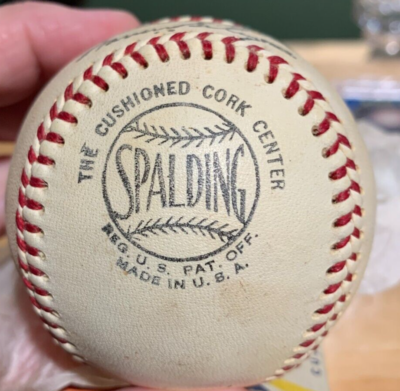 THE CUSHIONED CORK CENTER
SPALDING
REG. U. S. PAT. OFF.
MADE IN U. S. A.